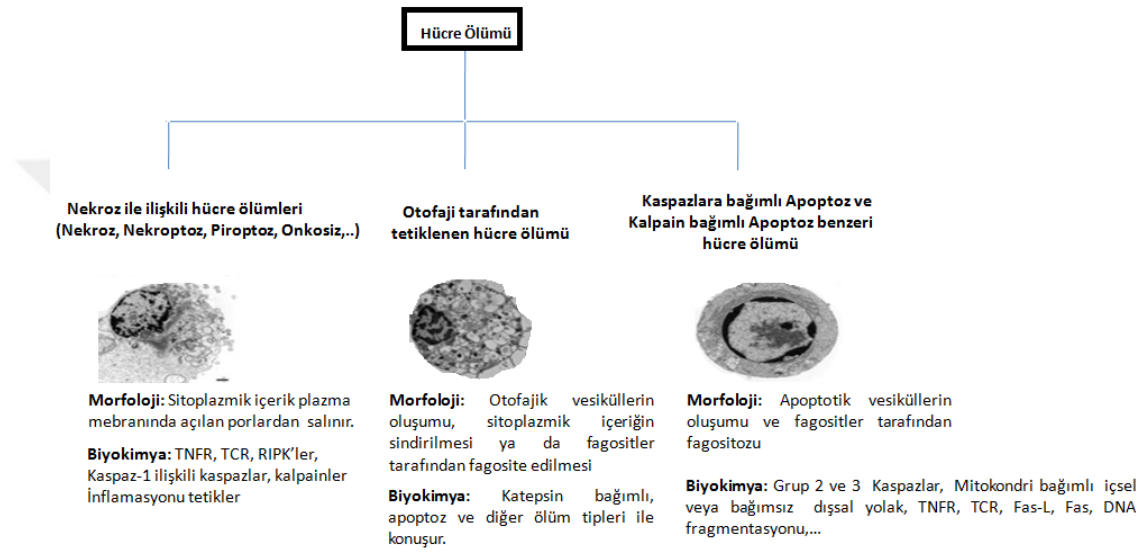 Hücre Ölümü
Nekroz ile ilişkili hücre ölümleri
(Nekroz, Nekroptoz, Piroptoz, Onkosiz,..)
Otofaji tarafından
tetiklenen hücre ölümü
Kaspazlara bağımlı Apoptoz ve
Kalpain bağımlı Apoptoz benzeri
hücre ölümü
Morfoloji: Sitoplazmik içerik plazma
mebranında açılan porlardan salınır.
Biyokimya: TNFR, TCR, RIPK’ler,
Kaspaz-1 ilişkili kaspazlar, kalpainler
İnflamasyonu tetikler
Morfoloji: Otofajik vesiküllerin
oluşumu, sitoplazmik içeriğin
sindirilmesi ya da fagositler
tarafından fagosite edilmesi
Biyokimya: Katepsin bağımlı,
apoptoz ve diğer ölüm tipleri ile
konuşur.
Morfoloji: Apoptotik vesiküllerin
oluşumu ve fagositler tarafından
fagositozu
Biyokimya: Grup 2 ve 3 Kaspazlar, Mitokondri bağımlı içsel
veya bağımsız dışsal yolak, TNFR, TCR, Fas-L, Fas, DNA
fragmentasyonu,...